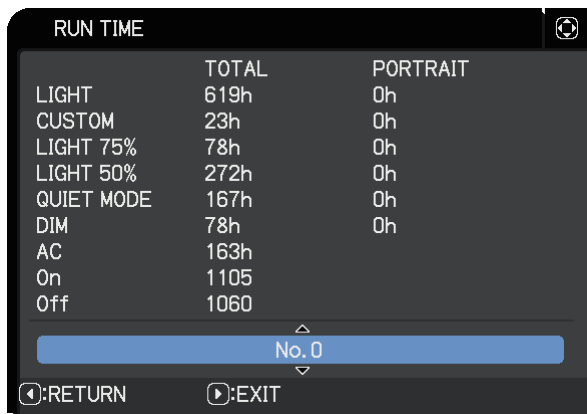 RUN TIME
TOTAL PORTRAIT
LIGHT 619h 0h
CUSTOM 23h 0h
LIGHT 75% 78h 0h
LIGHT 50% 272h 0h
QUIET MODE 167h 0h
DIM 78h 0h
AC 163h
On 1105
Off 1060
No.0
:RETURN :EXIT